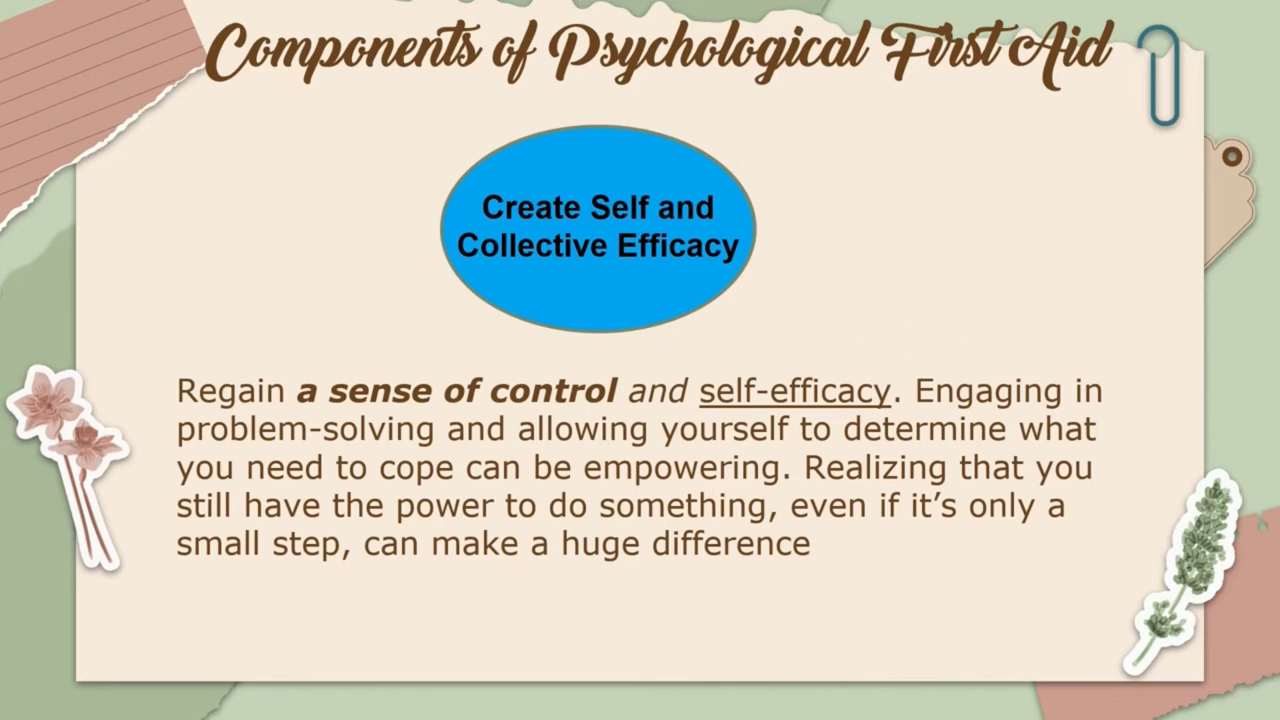 Components of Psychological First Aid
Create Self and
Collective Efficacy
Regain a sense of control and self-efficacy. Engaging in
problem-solving and allowing yourself to determine what
you need to cope can be empowering. Realizing that you
still have the power to do something, even if it’s only a
small step, can make a huge difference